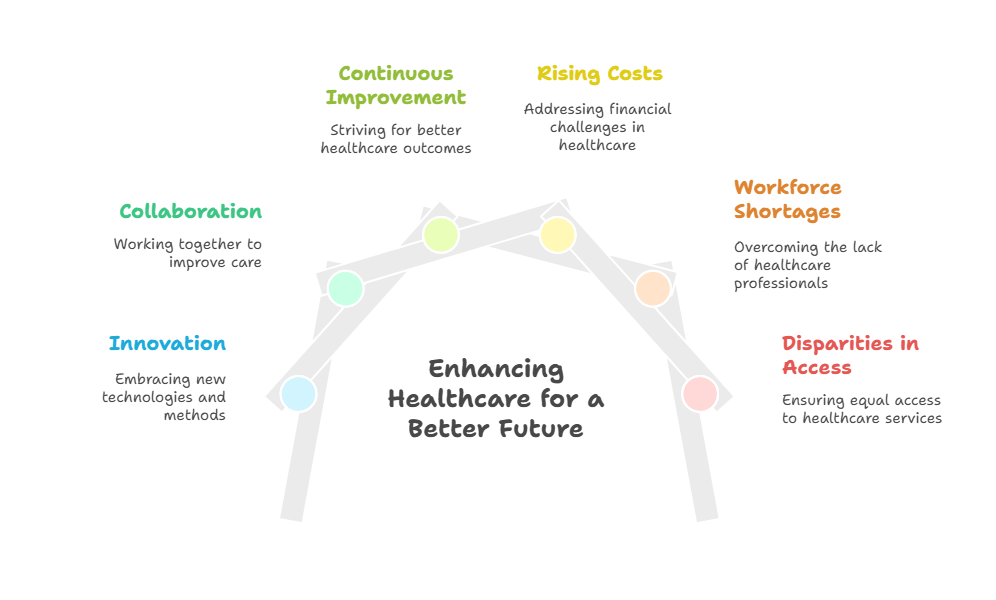 Continuous
Improvement
Striving for better
healthcare outcomes
Rising Costs
Addressing financial
challenges in
healthcare
Collaboration
Working together to
improve care
Workforce
Shortages
Overcoming the lack
of healthcare
professionals
Innovation
Embracing new
technologies and
methods
Disparities in
Access
Ensuring equal access
to healthcare services
Enhancing
Healthcare for a
Better Future